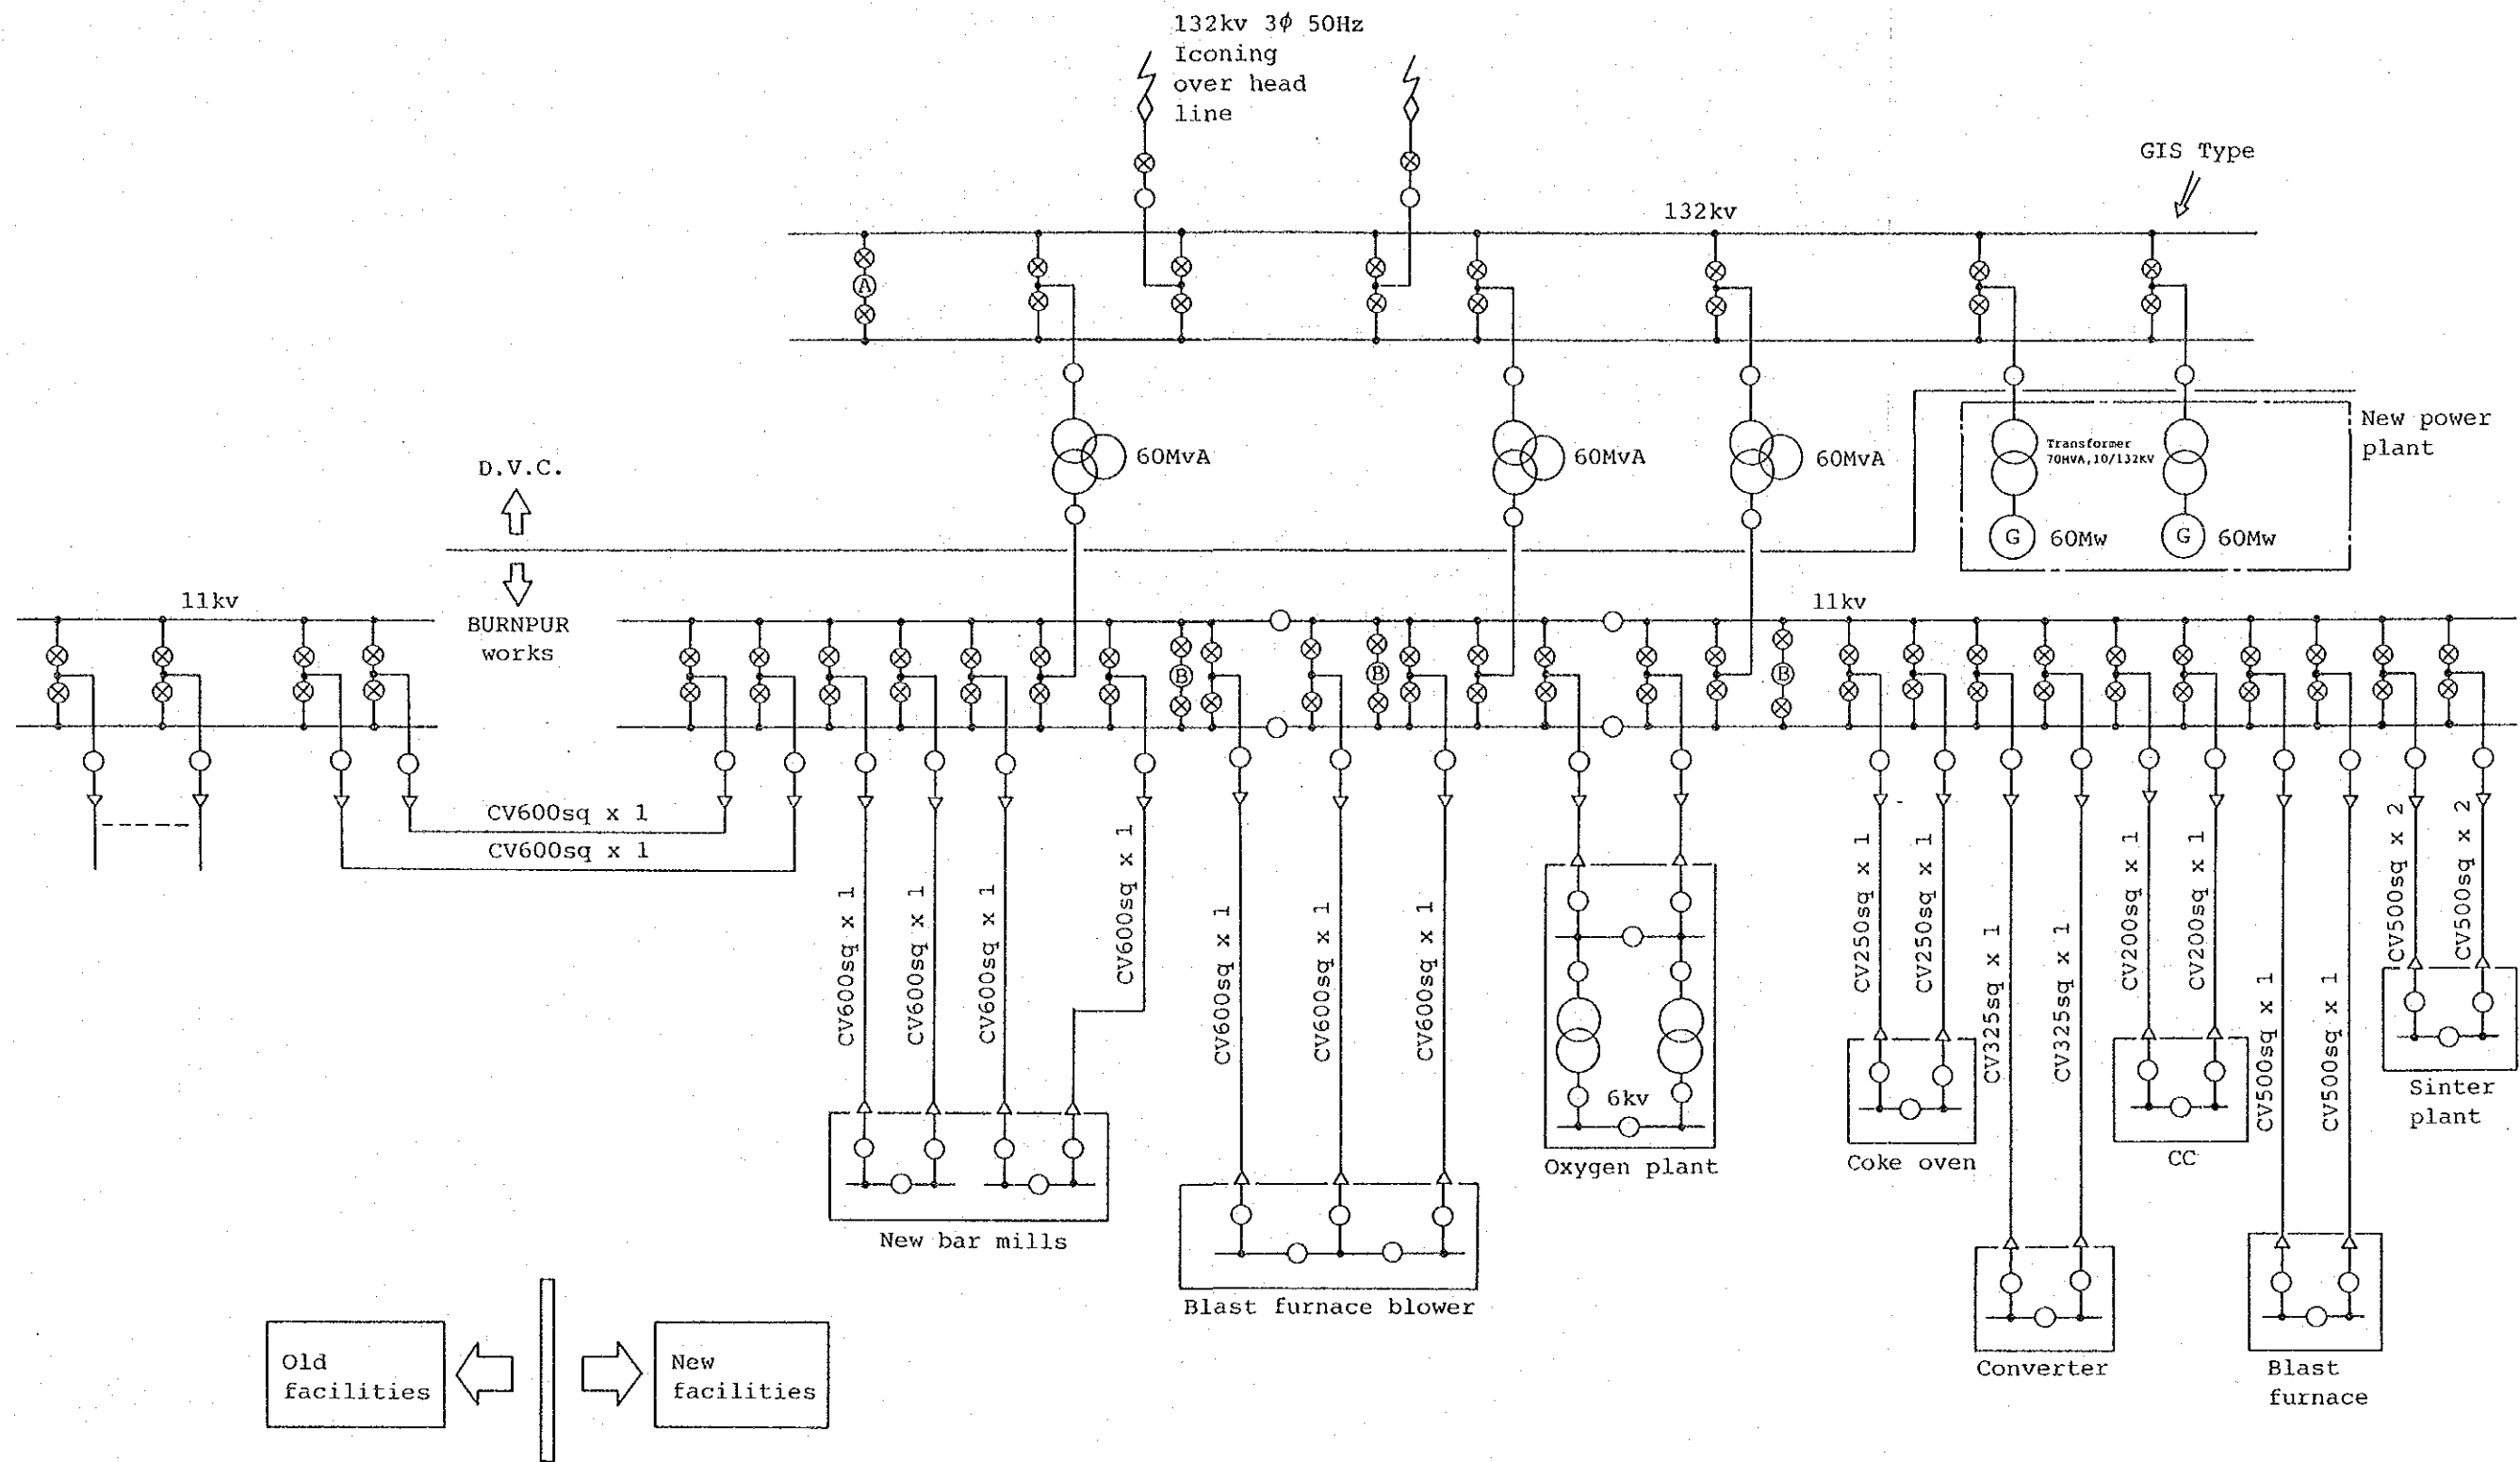 132kv 3φ 50Hz
Iconing
over head
line
GIS Type
132kv
A
New power
plant
60MvA
60MvA
60MvA
Transformer
70MVA,10/132KV
G
60Mw
G
60Mw
D.V.C.
BURNPUR
works
11kv
11kv
B
B
B
CV600sq x 1
CV600sq x 1
CV600sq x 1
CV600sq x 1
CV600sq x 1
CV600sq x 1
CV600sq x 1
CV600sq x 1
CV600sq x 1
CV250sq x 1
CV250sq x 1
CV325sq x 1
CV325sq x 1
CV200sq x 1
CV200sq x 1
CV500sq x 1
CV500sq x 1
CV500sq x 2
CV500sq x 2
6kv
New bar mills
Blast furnace blower
Oxygen plant
Coke oven
Converter
CC
Blast
furnace
Sinter
plant
Old
facilities
New
facilities